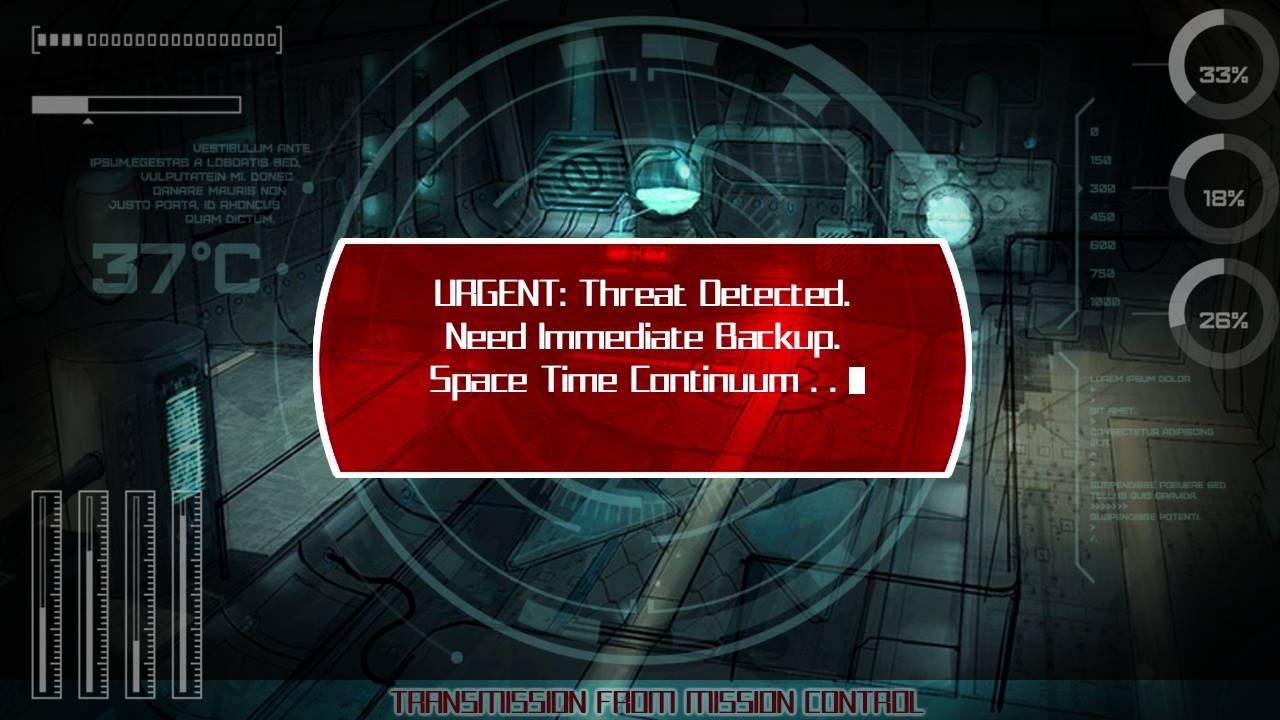 33%
VESTIBULUM ANTE
IPSUM,EGESTAS A LOBORTIS SED,
VULPUTATEIN MI. DONEC
ORNARE MAURIS NON
JUSTO PORTA, ID RHONCUS
QUAM DICTUM.
37°C
0
150
300
450
600
750
1000
18%
26%
URGENT: Threat Detected.
Need Immediate Backup.
Space Time Continuum . .
LOREM IPSUM DOLOR
SIT AMET,
CONSECTETUR ADIPISCING
ELIT.
SUSPENDISSE POSUERE SED
TELLUS QUIS GRAVIDA.
>>>>>>>
SUSPENDISSE POTENTI.
TRANSMISSION FROM MISSION CONTROL